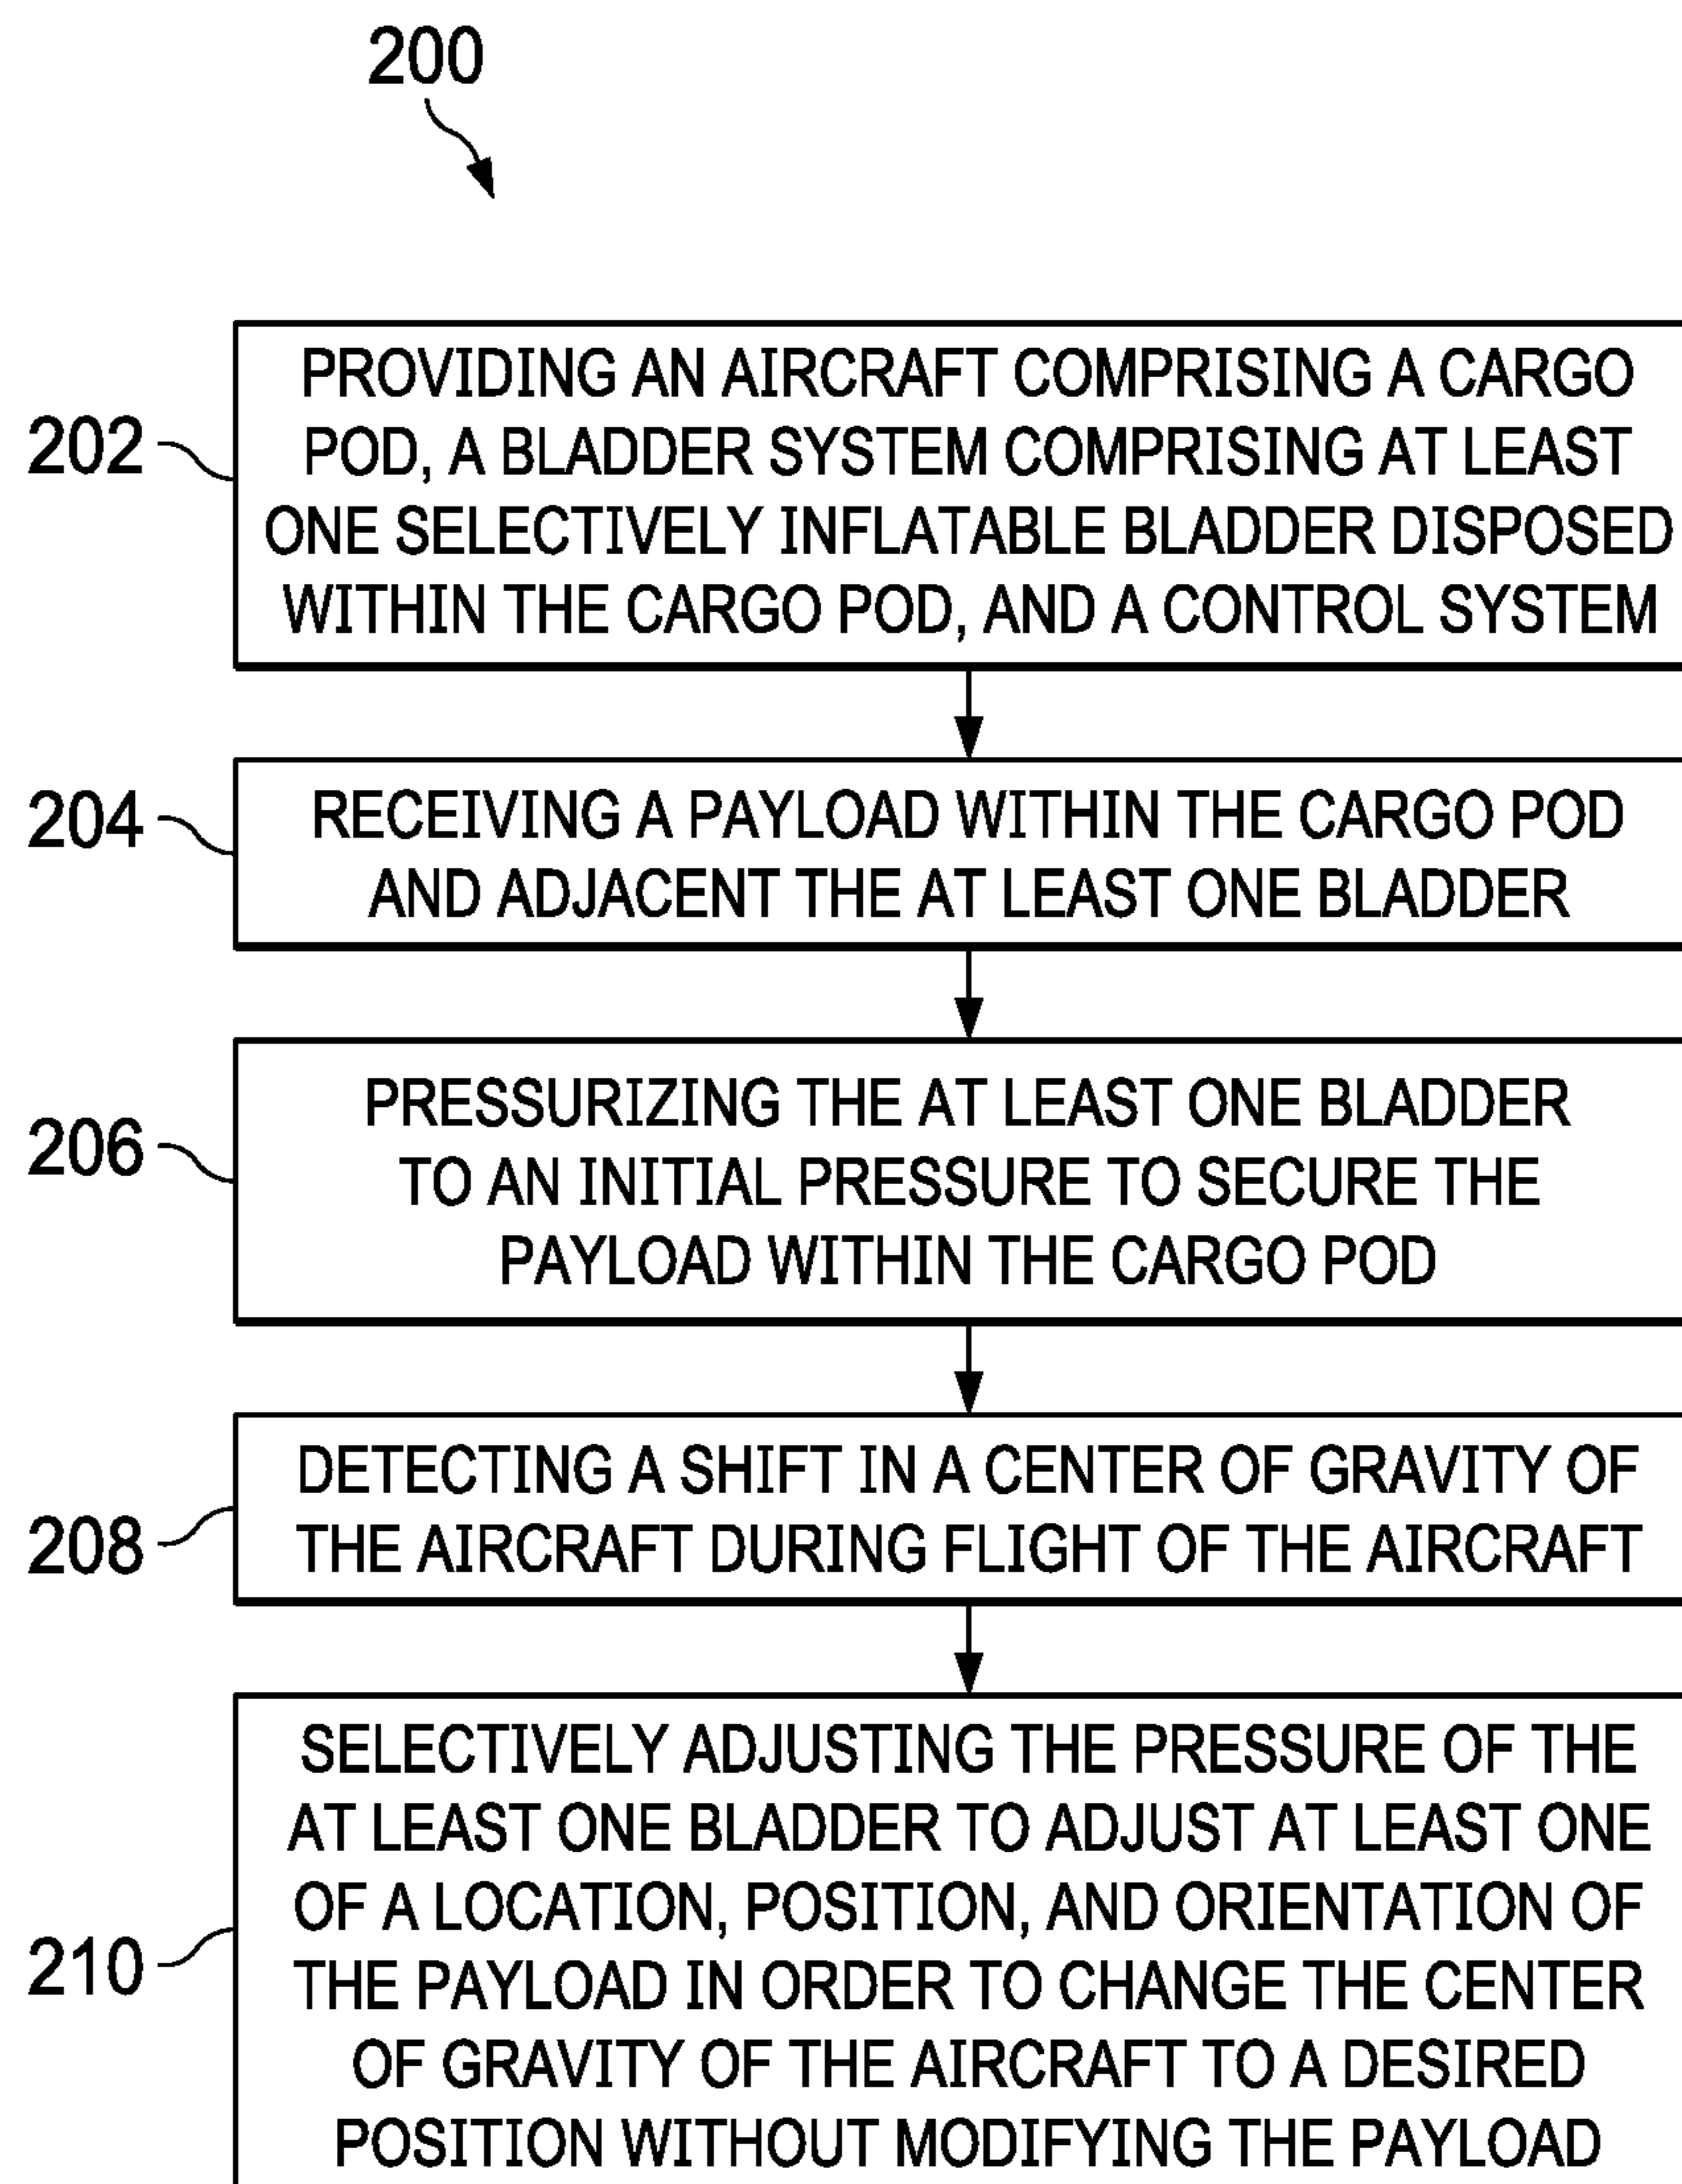 200
202
PROVIDING AN AIRCRAFT COMPRISING A CARGO
POD, A BLADDER SYSTEM COMPRISING AT LEAST
ONE SELECTIVELY INFLATABLE BLADDER DISPOSED
WITHIN THE CARGO POD, AND A CONTROL SYSTEM
204
RECEIVING A PAYLOAD WITHIN THE CARGO POD
AND ADJACENT THE AT LEAST ONE BLADDER
206
PRESSURIZING THE AT LEAST ONE BLADDER
TO AN INITIAL PRESSURE TO SECURE THE
PAYLOAD WITHIN THE CARGO POD
208
DETECTING A SHIFT IN A CENTER OF GRAVITY OF
THE AIRCRAFT DURING FLIGHT OF THE AIRCRAFT
210
SELECTIVELY ADJUSTING THE PRESSURE OF THE
AT LEAST ONE BLADDER TO ADJUST AT LEAST ONE
OF A LOCATION, POSITION, AND ORIENTATION OF
THE PAYLOAD IN ORDER TO CHANGE THE CENTER
OF GRAVITY OF THE AIRCRAFT TO A DESIRED
POSITION WITHOUT MODIFYING THE PAYLOAD